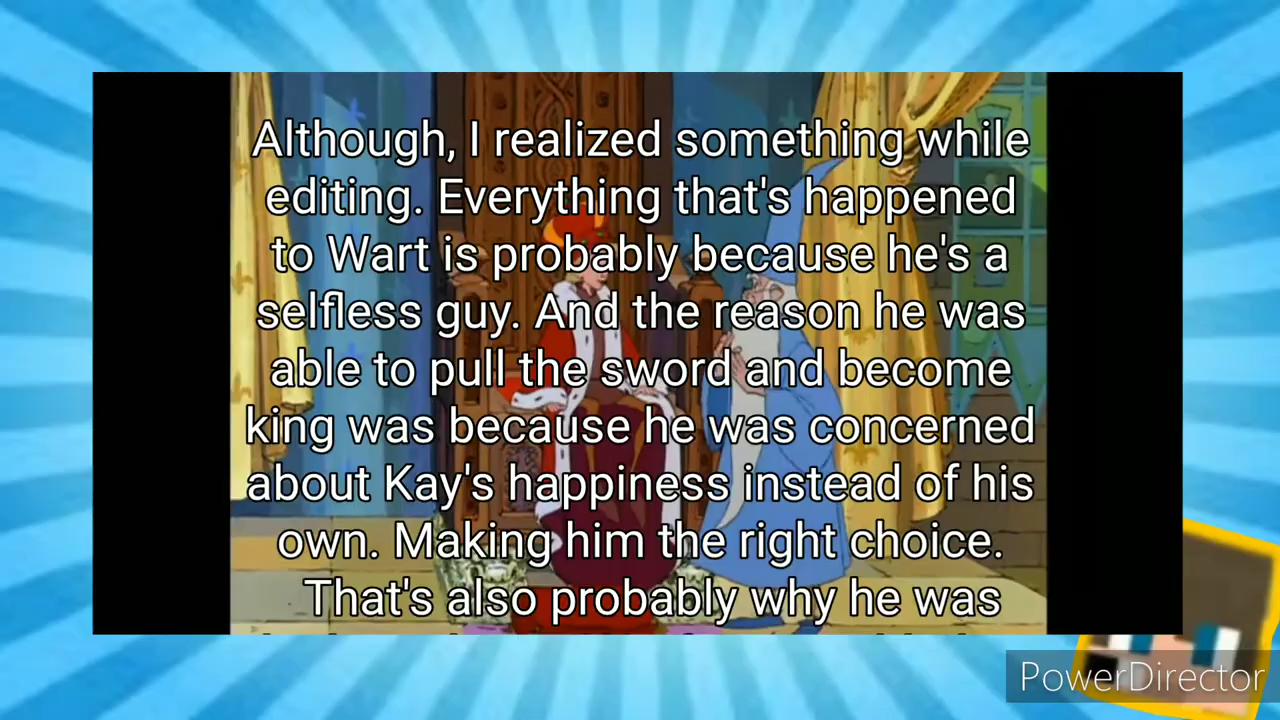 Although, I realized something while
editing. Everything that's happened
to Wart is probably because he's a
selfless guy. And the reason he was
able to pull the sword and become
king was because he was concerned
about Kay's happiness instead of his
own. Making him the right choice.
That's also probably why he was
PowerDirector